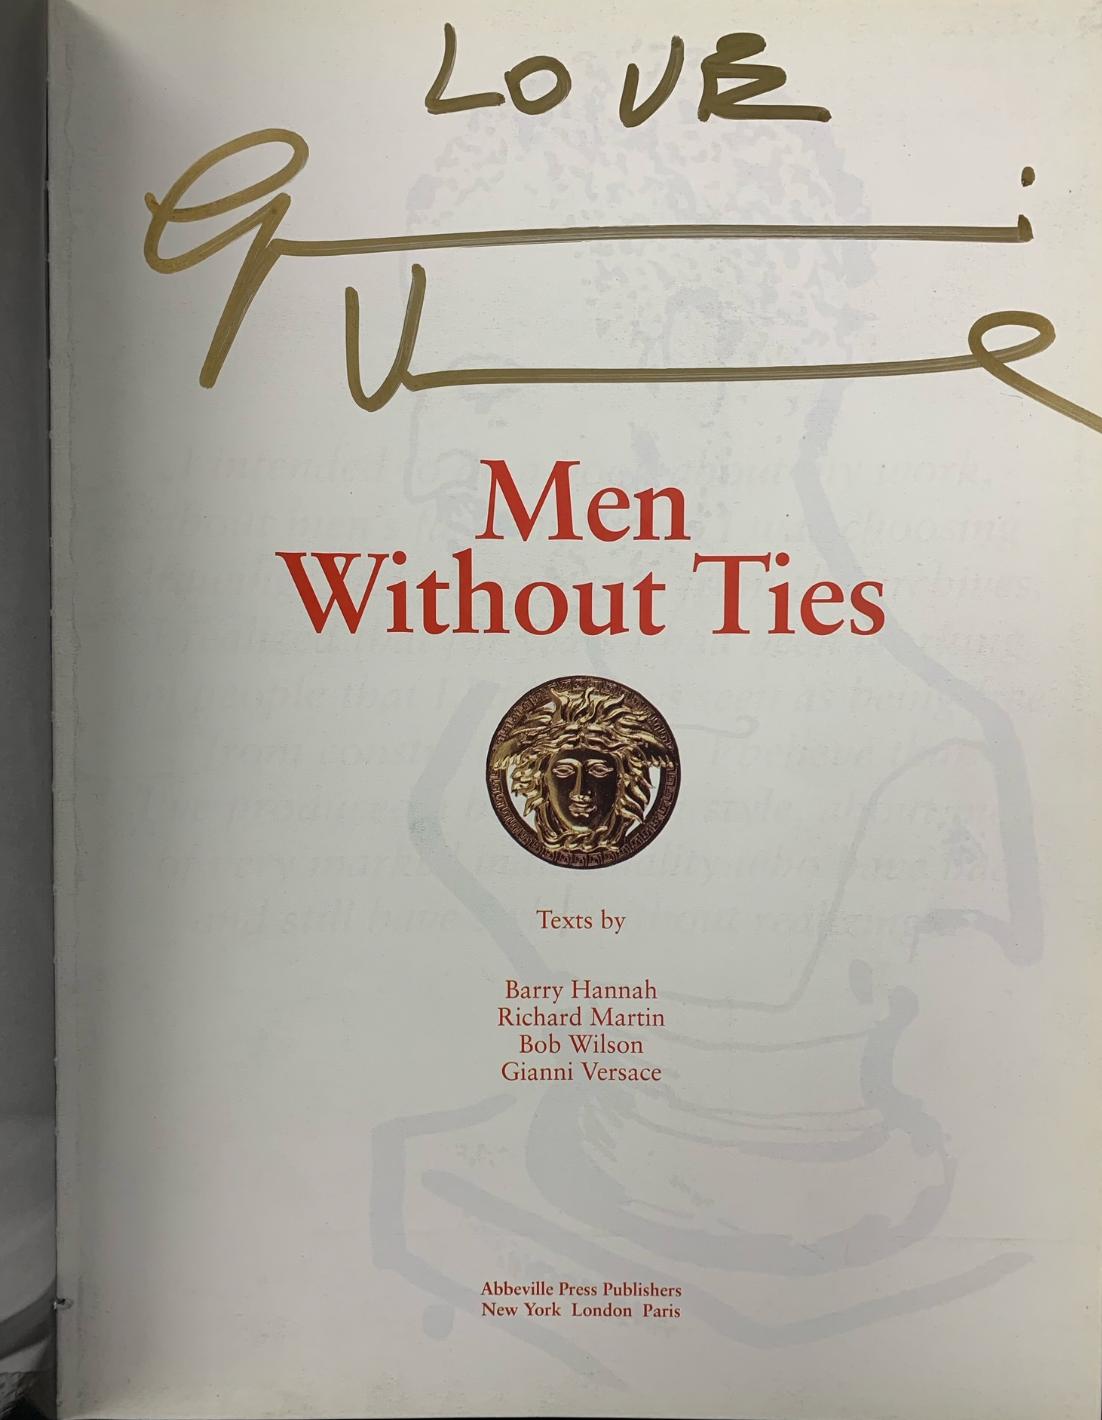 LOVE
Men
Without Ties
Texts by
Barry Hannah
Richard Martin
Bob Wilson
Gianni Versace
Abbeville Press Publishers
New York London Paris